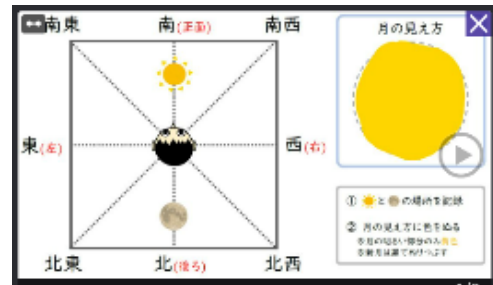 南東
南(正面)
南西
月の見え方
東(左)
西(右)
① と の場所を記録
② 月の見え方に色をぬる
北東
北(後ろ)
北西